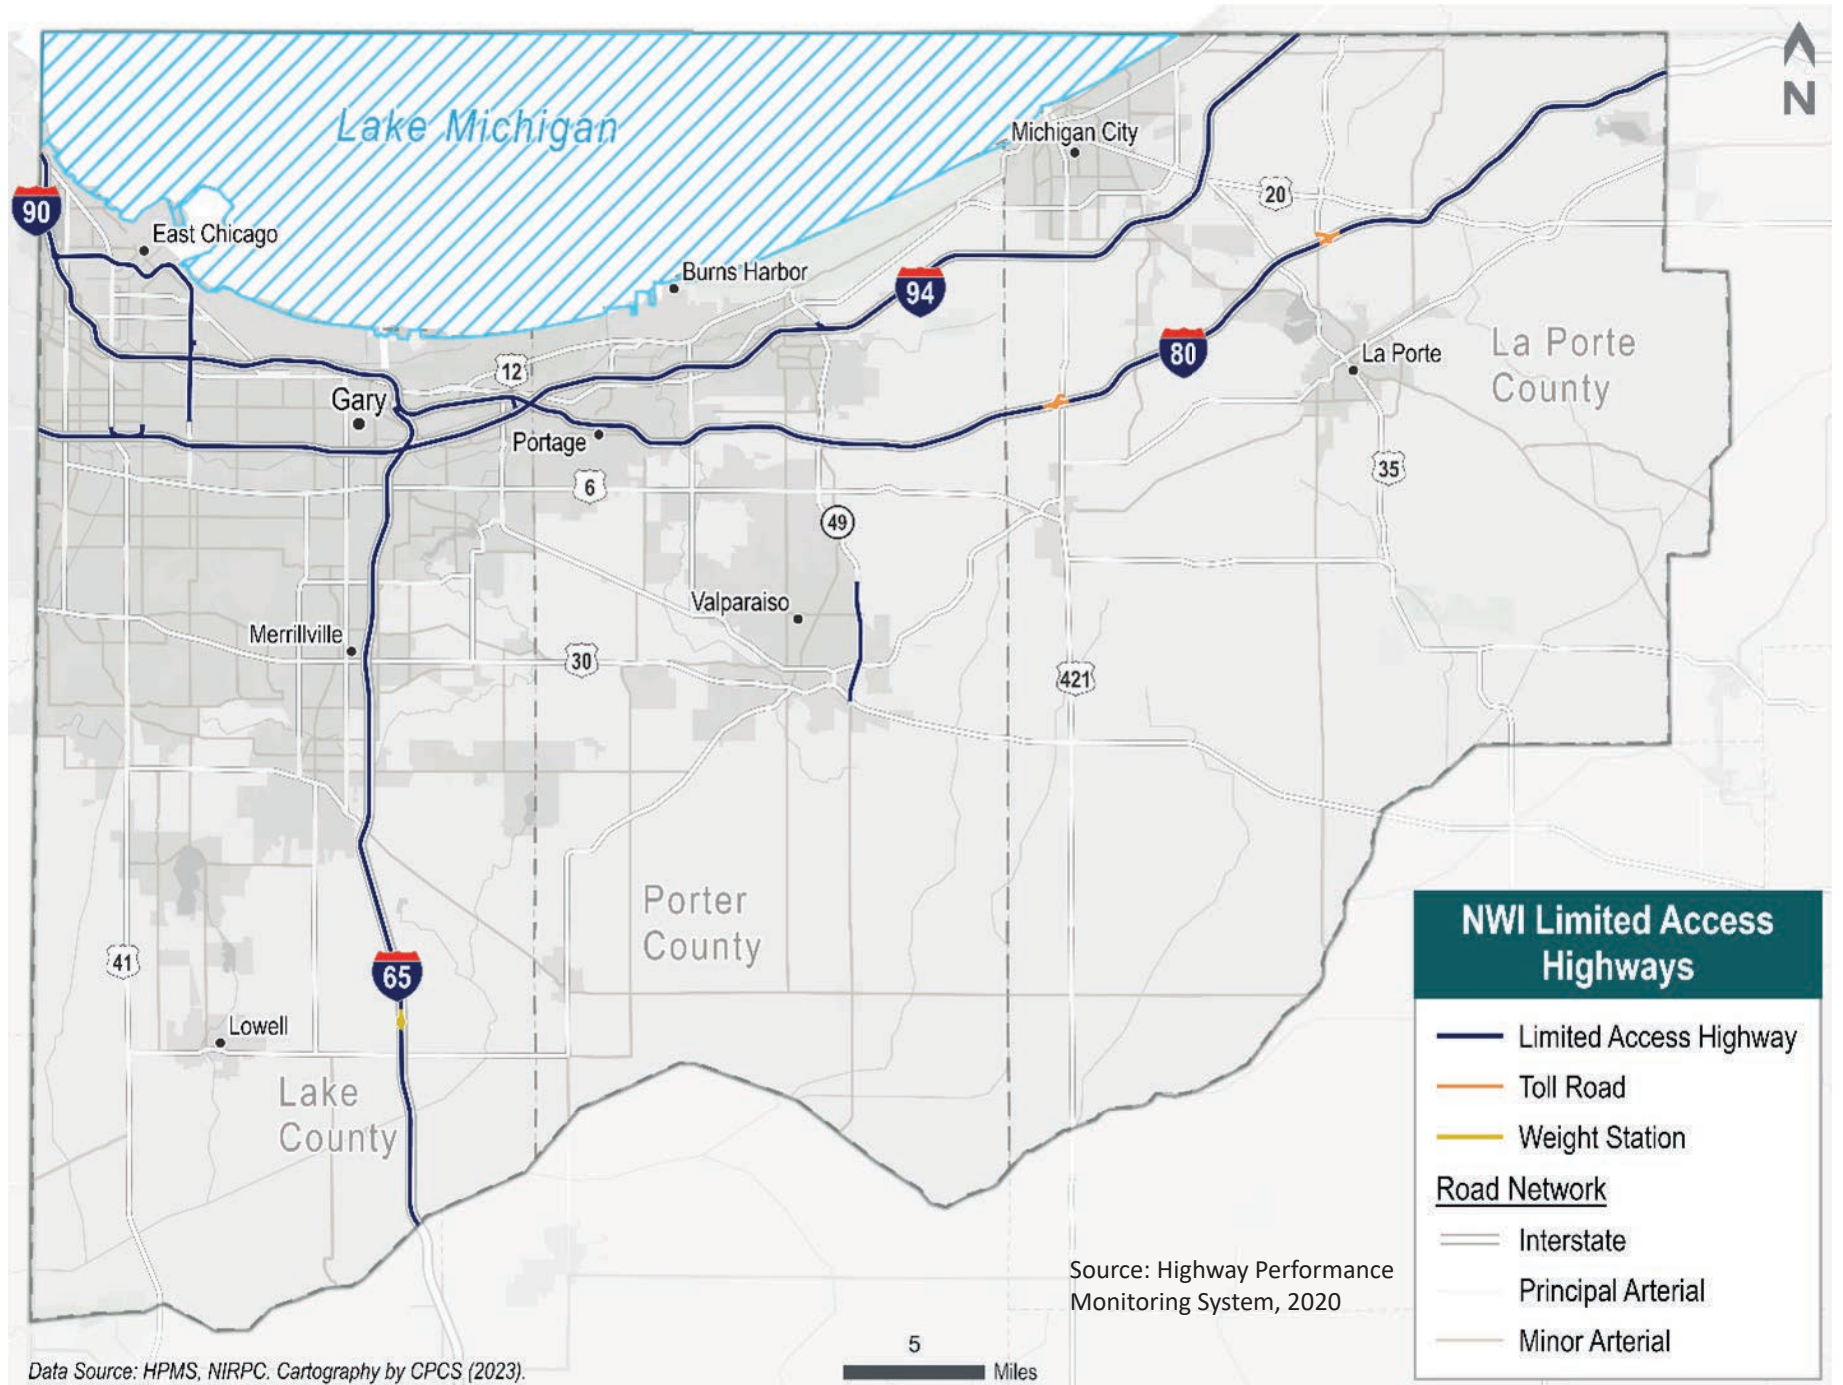 Lake Michigan
N
Michigan City
90
20
East Chicago
Burns Harbor
94
80
La Porte
La Porte
County
12
Gary
Portage
6
35
49
Valparaiso
Merrillville
30
421
Porter
County
41
65
Lowell
Lake
County
NWI Limited Access
Highways
Limited Access Highway
Toll Road
Weight Station
Road Network
Interstate
Principal Arterial
Minor Arterial
Source: Highway Performance
Monitoring System, 2020
5
Miles
Data Source: HPMS, NIRPC. Cartography by CPCS (2023).